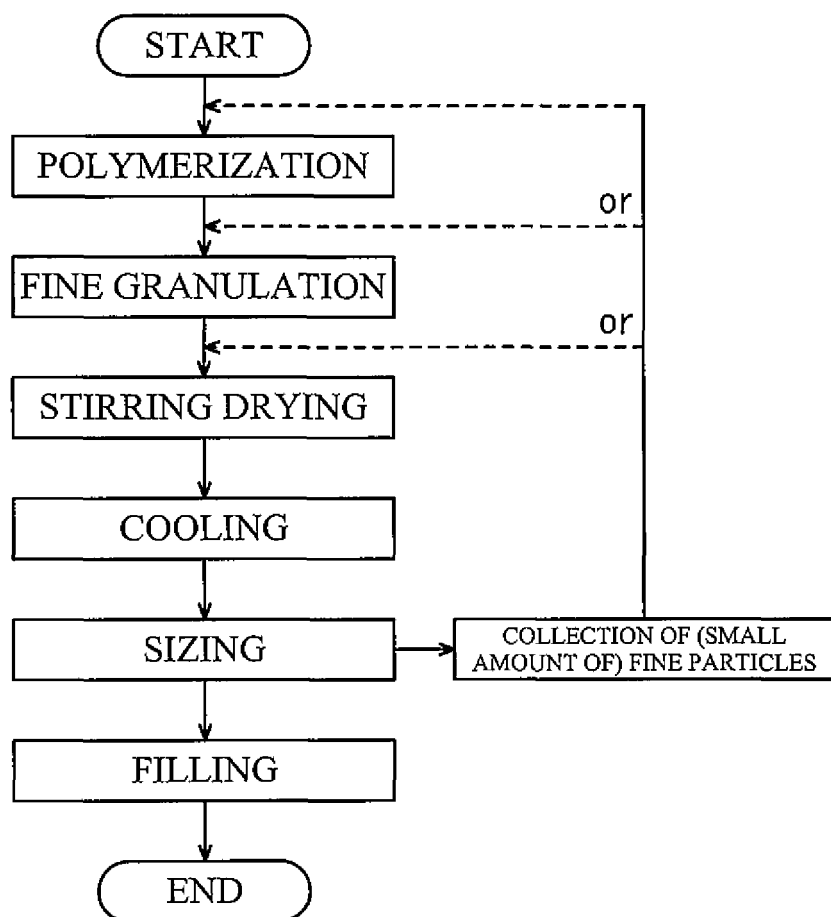 START
POLYMERIZATION
or
FINE GRANULATION
or
STIRRING DRYING
COOLING
SIZING
COLLECTION OF (SMALL
AMOUNT OF) FINE PARTICLES
FILLING
END